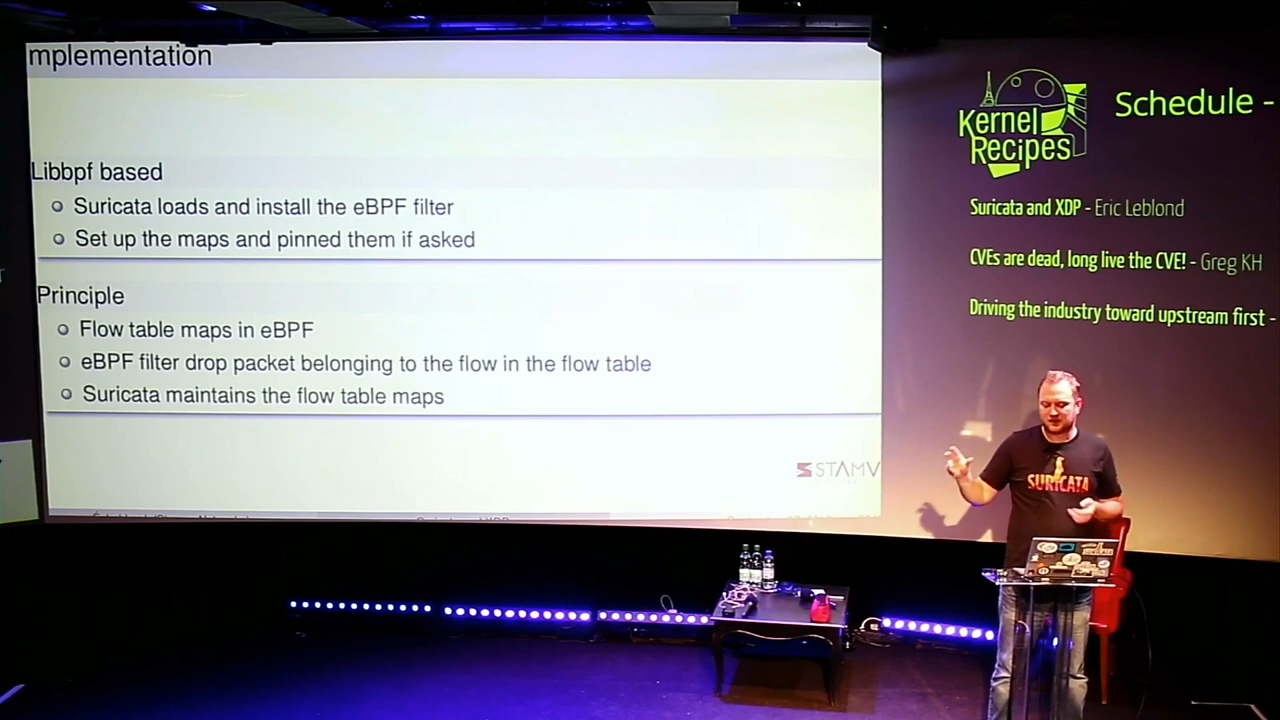 mplementation
Libbpf based
Suricata loads and install the eBPF filter
Set up the maps and pinned them if asked
Principle
Flow table maps in eBPF
eBPF filter drop packet belonging to the flow in the flow table
Suricata maintains the flow table maps
STAMV
Kernel
Recipes
Schedule -
Suricata and XDP - Eric Leblond
CVEs are dead, long live the CVE! - Greg KH
Driving the industry toward upstream first -
SURICATA